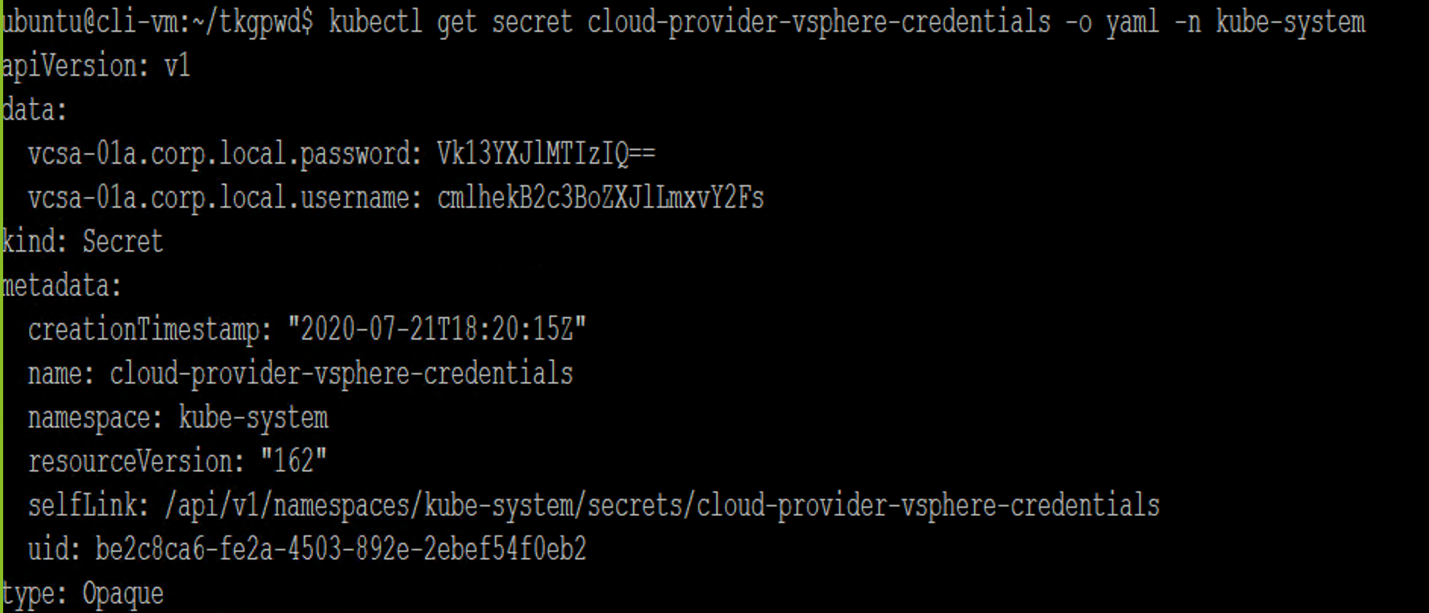 ubuntu@cli-vm:~/tkgpwd$ kubectl get secret cloud-provider-vsphere-credentials -o yaml -n kube-system
apiVersion: v1
data:
  vcsa-01a.corp.local.password: Vk13YXJlMTIzIQ==
  vcsa-01a.corp.local.username: cmlhekB2c3BoZXJlLmxvY2Fs
kind: Secret
metadata:
  creationTimestamp: "2020-07-21T18:20:15Z"
  name: cloud-provider-vsphere-credentials
  namespace: kube-system
  resourceVersion: "162"
  selfLink: /api/v1/namespaces/kube-system/secrets/cloud-provider-vsphere-credentials
  uid: be2c8ca6-fe2a-4503-892e-2ebef54f0eb2
type: Opaque